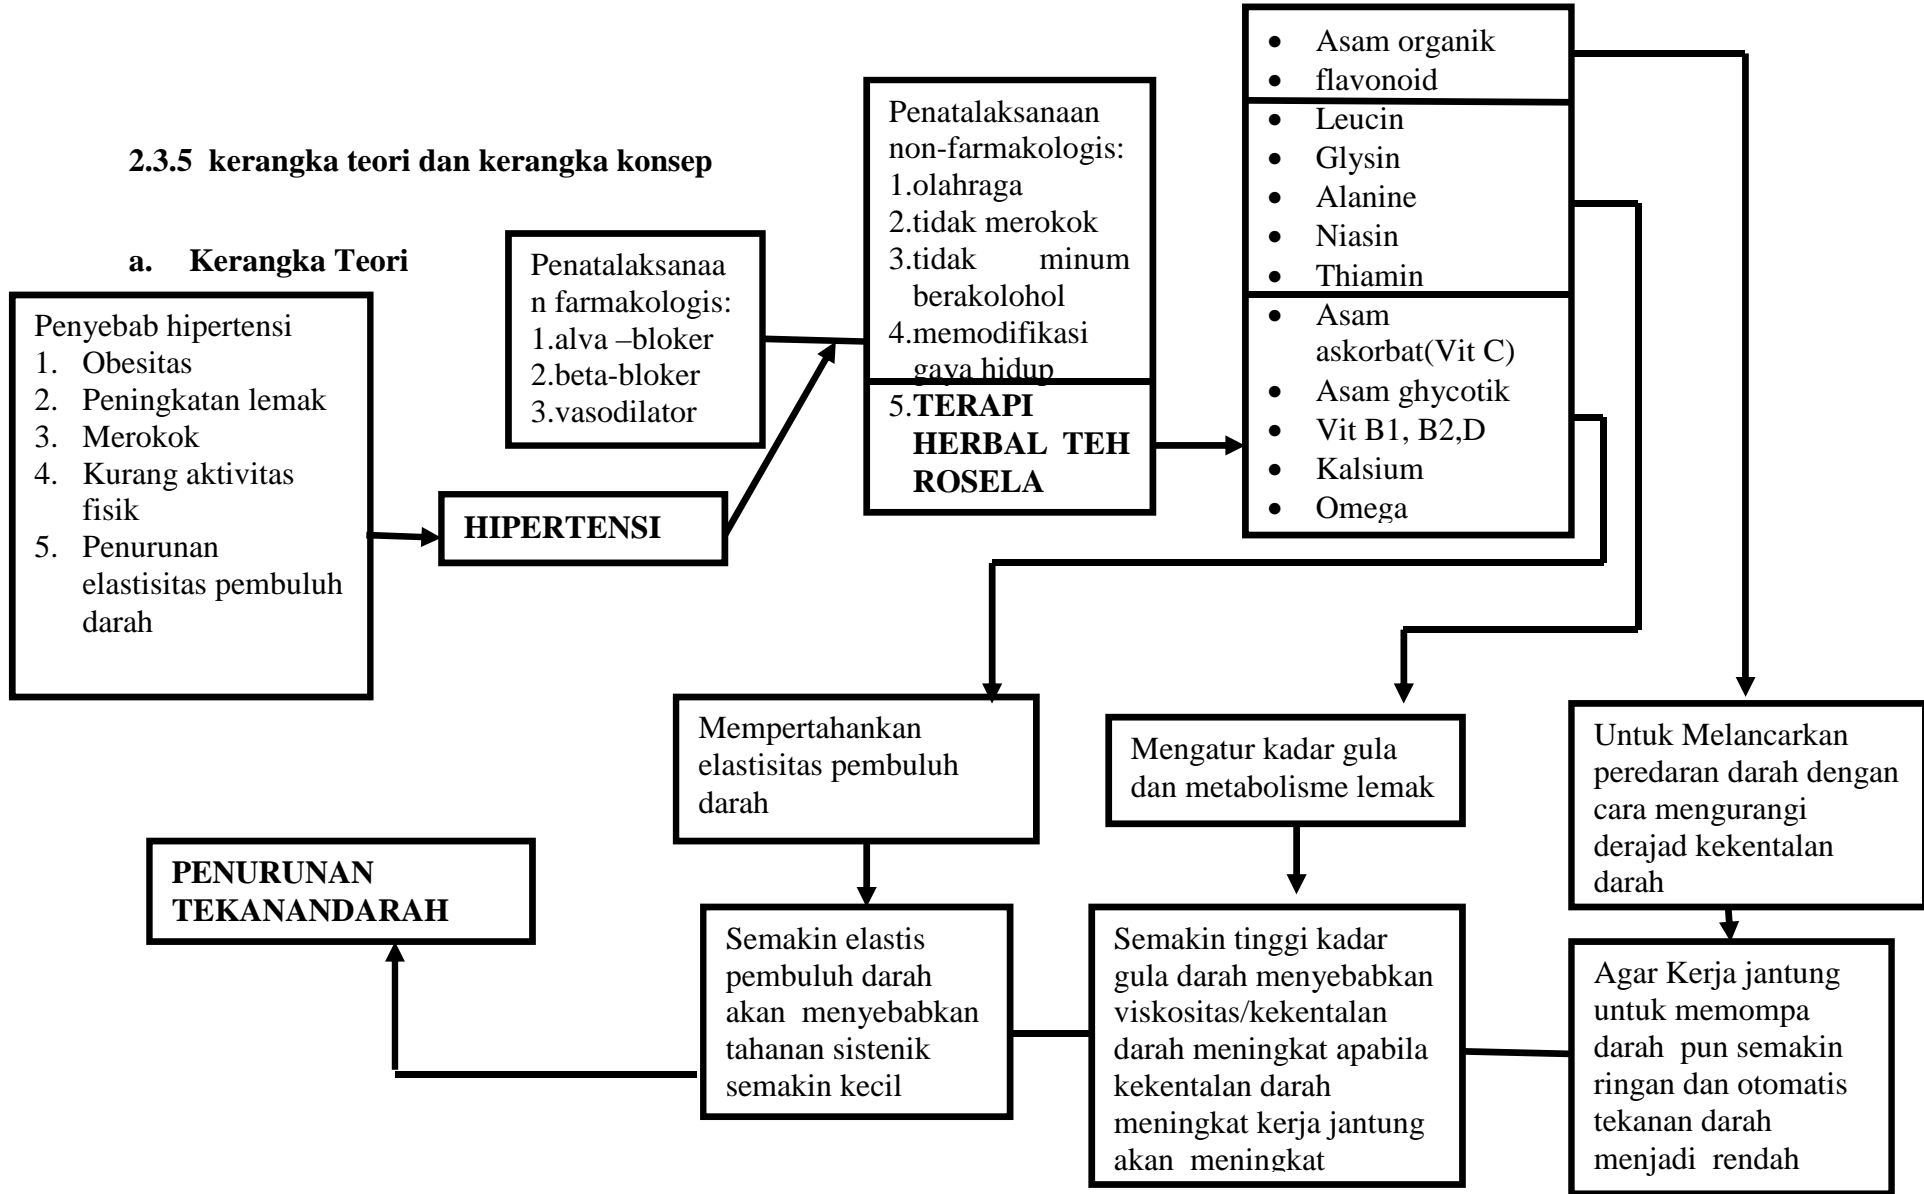 2.3.5 kerangka teori dan kerangka konsep
a. Kerangka Teori
Penyebab hipertensi
1. Obesitas
2. Peningkatan lemak
3. Merokok
4. Kurang aktivitas
fisik
5. Penurunan
elastisitas pembuluh
darah
HIPERTENSI
Penatalaksanaa
n farmakologis:
1.alva –bloker
2.beta-bloker
3.vasodilator
Penatalaksanaan
non-farmakologis:
1.olahraga
2.tidak merokok
3.tidak minum
berakolohol
4.memodifikasi
gaya hidup
5.TERAPI
HERBAL TEH
ROSELA
• Asam organik
• flavonoid
• Leucin
• Glysin
• Alanine
• Niasin
• Thiamin
• Asam
askorbat(Vit C)
• Asam ghycotik
• Vit B1, B2,D
• Kalsium
• Omega
Mempertahankan
elastisitas pembuluh
darah
Mengatur kadar gula
dan metabolisme lemak
Untuk Melancarkan
peredaran darah dengan
cara mengurangi
derajad kekentalan
darah
PENURUNAN
TEKANANDARAH
Semakin elastis
pembuluh darah
akan menyebabkan
tahanan sistenik
semakin kecil
Semakin tinggi kadar
gula darah menyebabkan
viskositas/kekentalan
darah meningkat apabila
kekentalan darah
meningkat kerja jantung
akan meningkat
Agar Kerja jantung
untuk memompa
darah pun semakin
ringan dan otomatis
tekanan darah
menjadi rendah